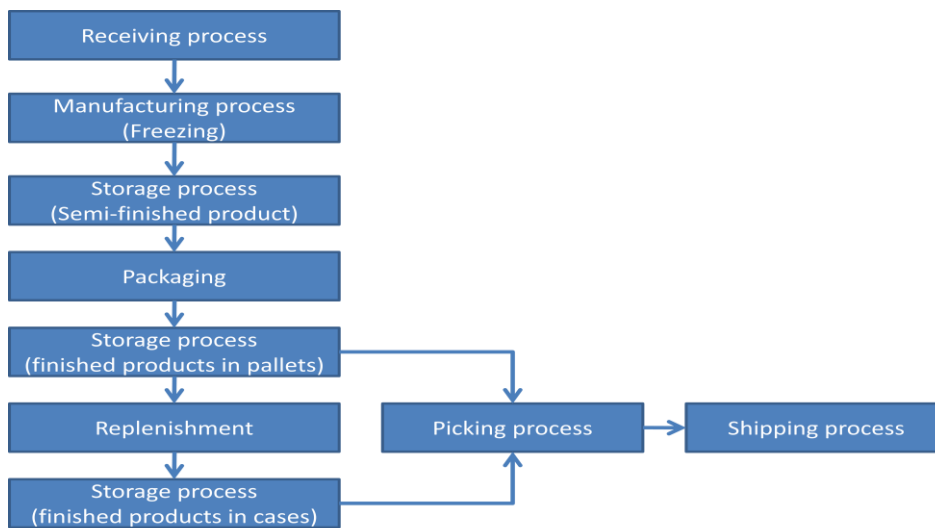 Receiving process
Manufacturing process
(Freezing)
Storage process
(Semi-finished product)
Packaging
Storage process
(finished products in pallets)
Replenishment
Picking process
Shipping process
Storage process
(finished products in cases)